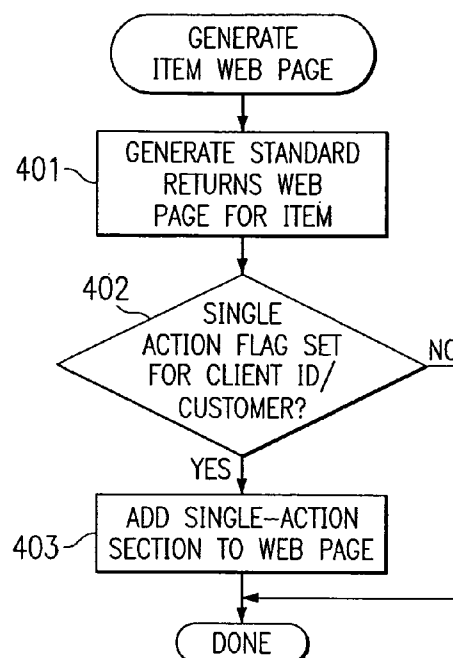 GENERATE
ITEM WEB PAGE
401
GENERATE STANDARD
RETURNS WEB
PAGE FOR ITEM
402
SINGLE
ACTION FLAG SET
FOR CLIENT ID/
CUSTOMER?
NO
YES
403
ADD SINGLE-ACTION
SECTION TO WEB PAGE
DONE